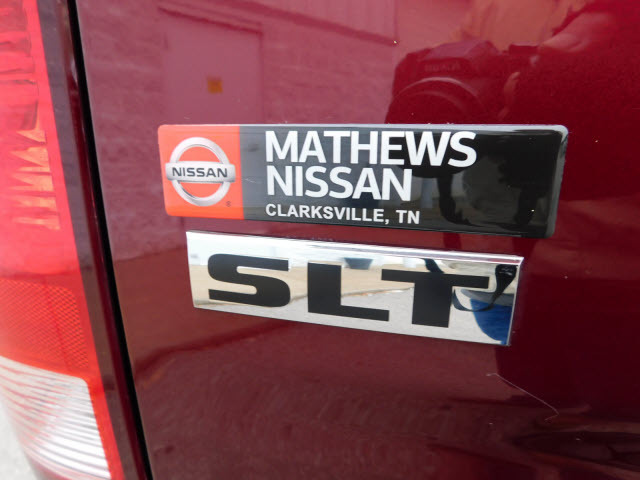 MATHEWS
NISSAN
NISSAN
CLARKSVILLE, TN
SLT